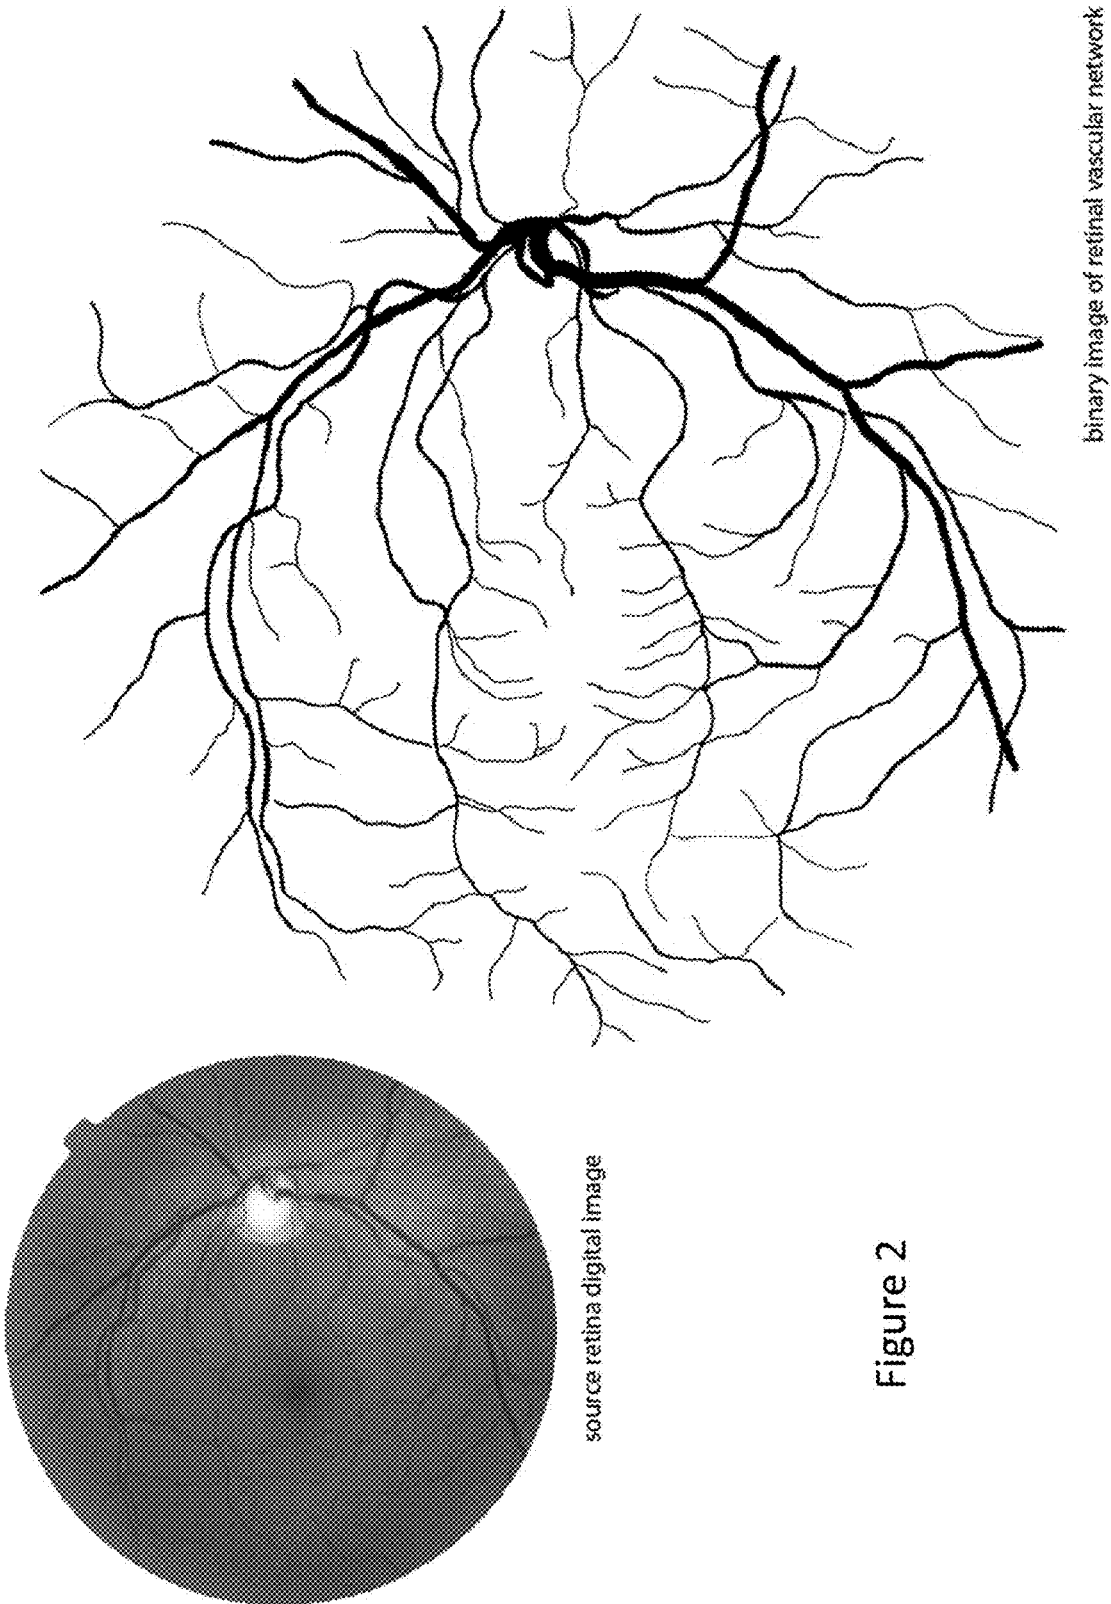 source retina digital image
binary image of retinal vascular network
Figure 2